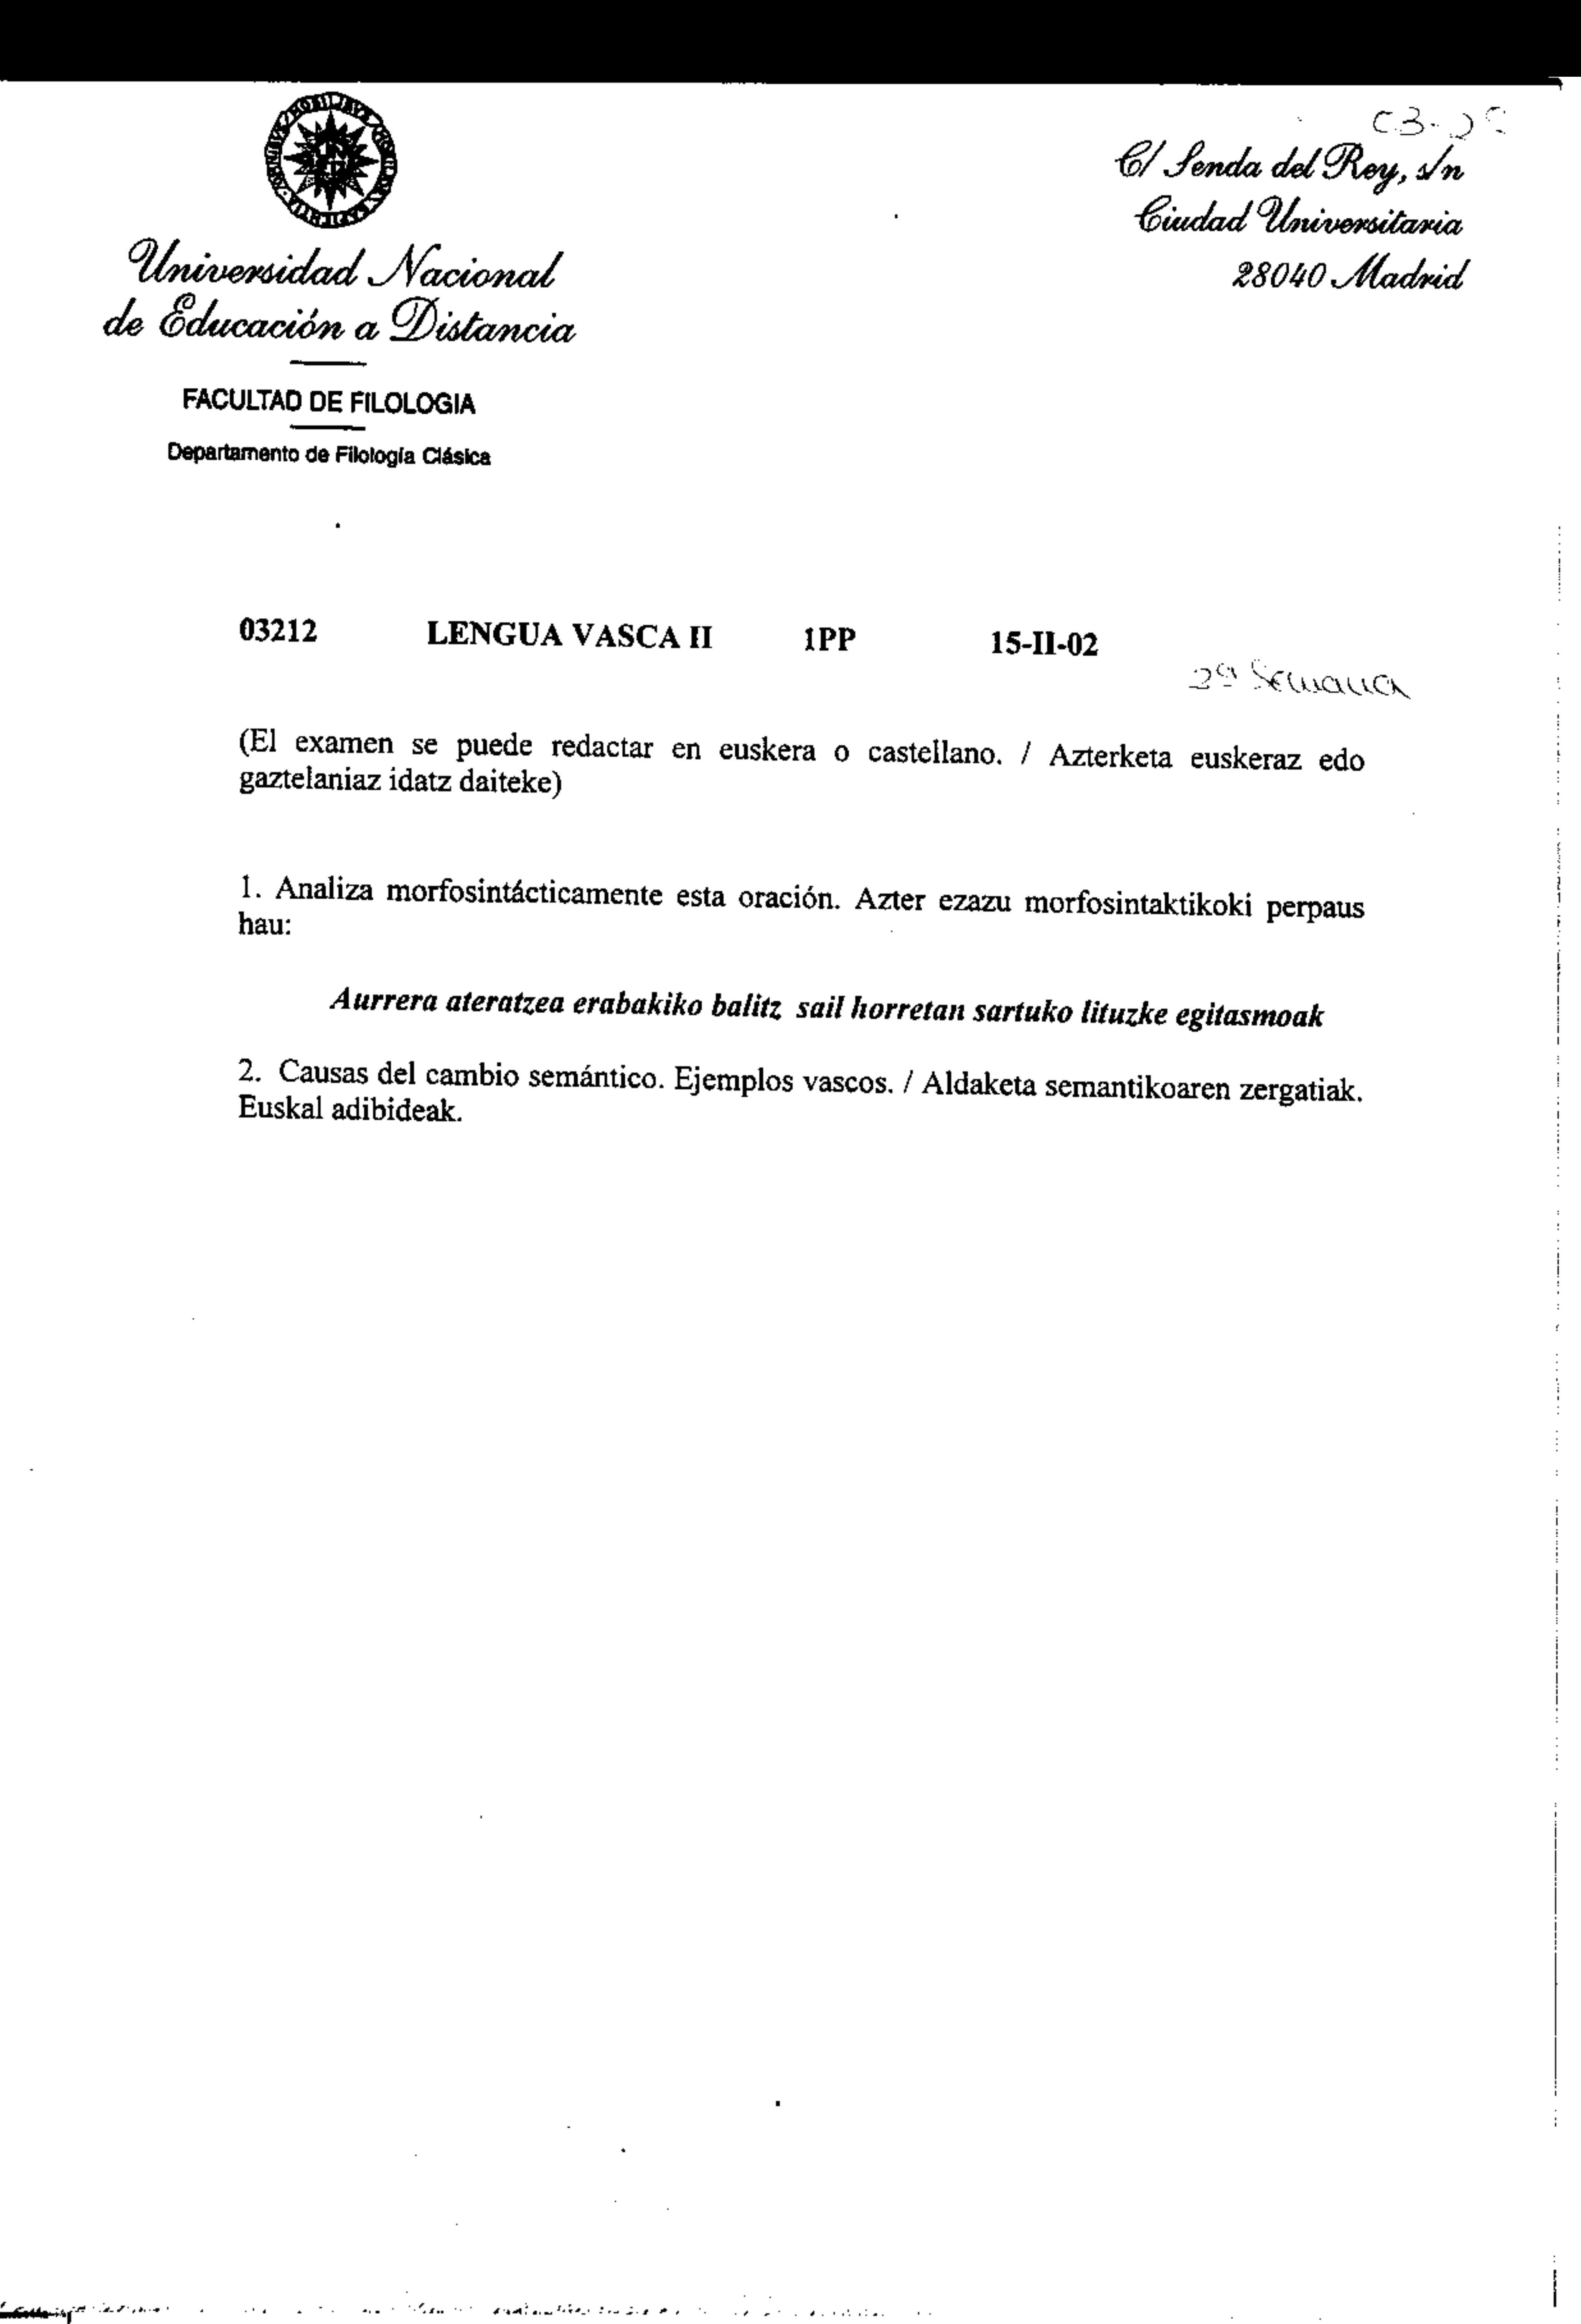 C/ Senda del Rey, s/n
Ciudad Universitaria
28040 Madrid
Universidad Nacional
de Educación a Distancia
FACULTAD DE FILOLOGIA
Departamento de Filología Clásica
03212 LENGUA VASCA II 1PP 15-II-02
2ª Semana
(El examen se puede redactar en euskera o castellano. / Azterketa euskeraz edo
gaztelaniaz idatz daiteke)
1. Analiza morfosintácticamente esta oración. Azter ezazu morfosintaktikoki perpaus
hau:
Aurrera ateratzea erabakiko balitz sail horretan sartuko lituzke egitasmoak
2. Causas del cambio semántico. Ejemplos vascos. / Aldaketa semantikoaren zergatiak.
Euskal adibideak.